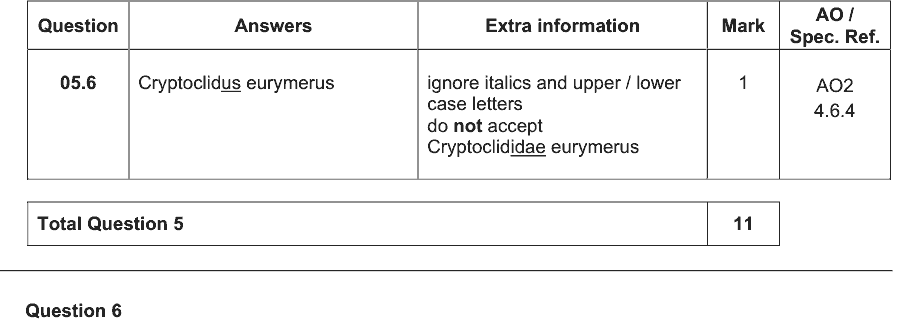 Question Answers Extra information Mark AO /
Spec. Ref.
05.6 Cryptoclidus eurymerus ignore italics and upper / lower 1 AO2
case letters 4.6.4
do not accept
Cryptoclididae eurymerus
Total Question 5 11
Question 6